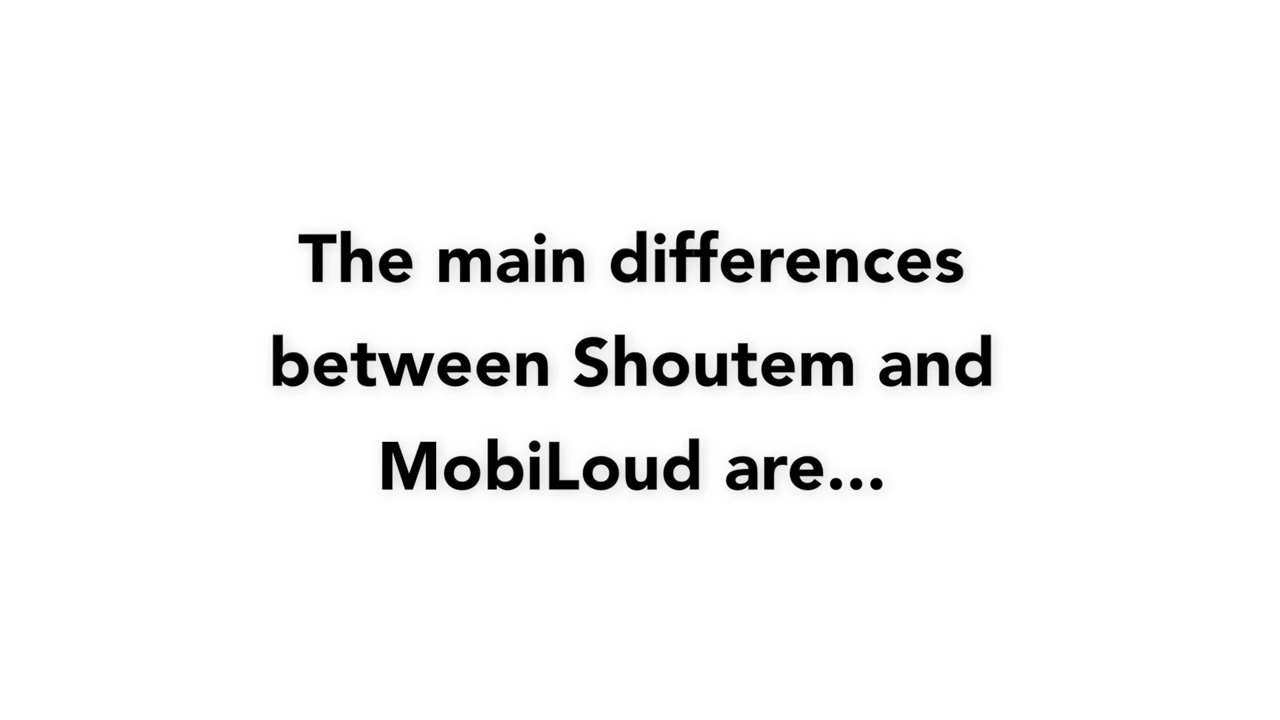 The main differences
between Shoutem and
MobiLoud are...